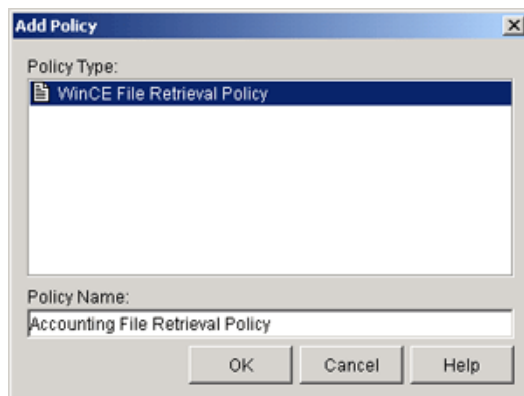 Add Policy
Policy Type:
WinCE File Retrieval Policy
Policy Name:
Accounting File Retrieval Policy
OK Cancel Help